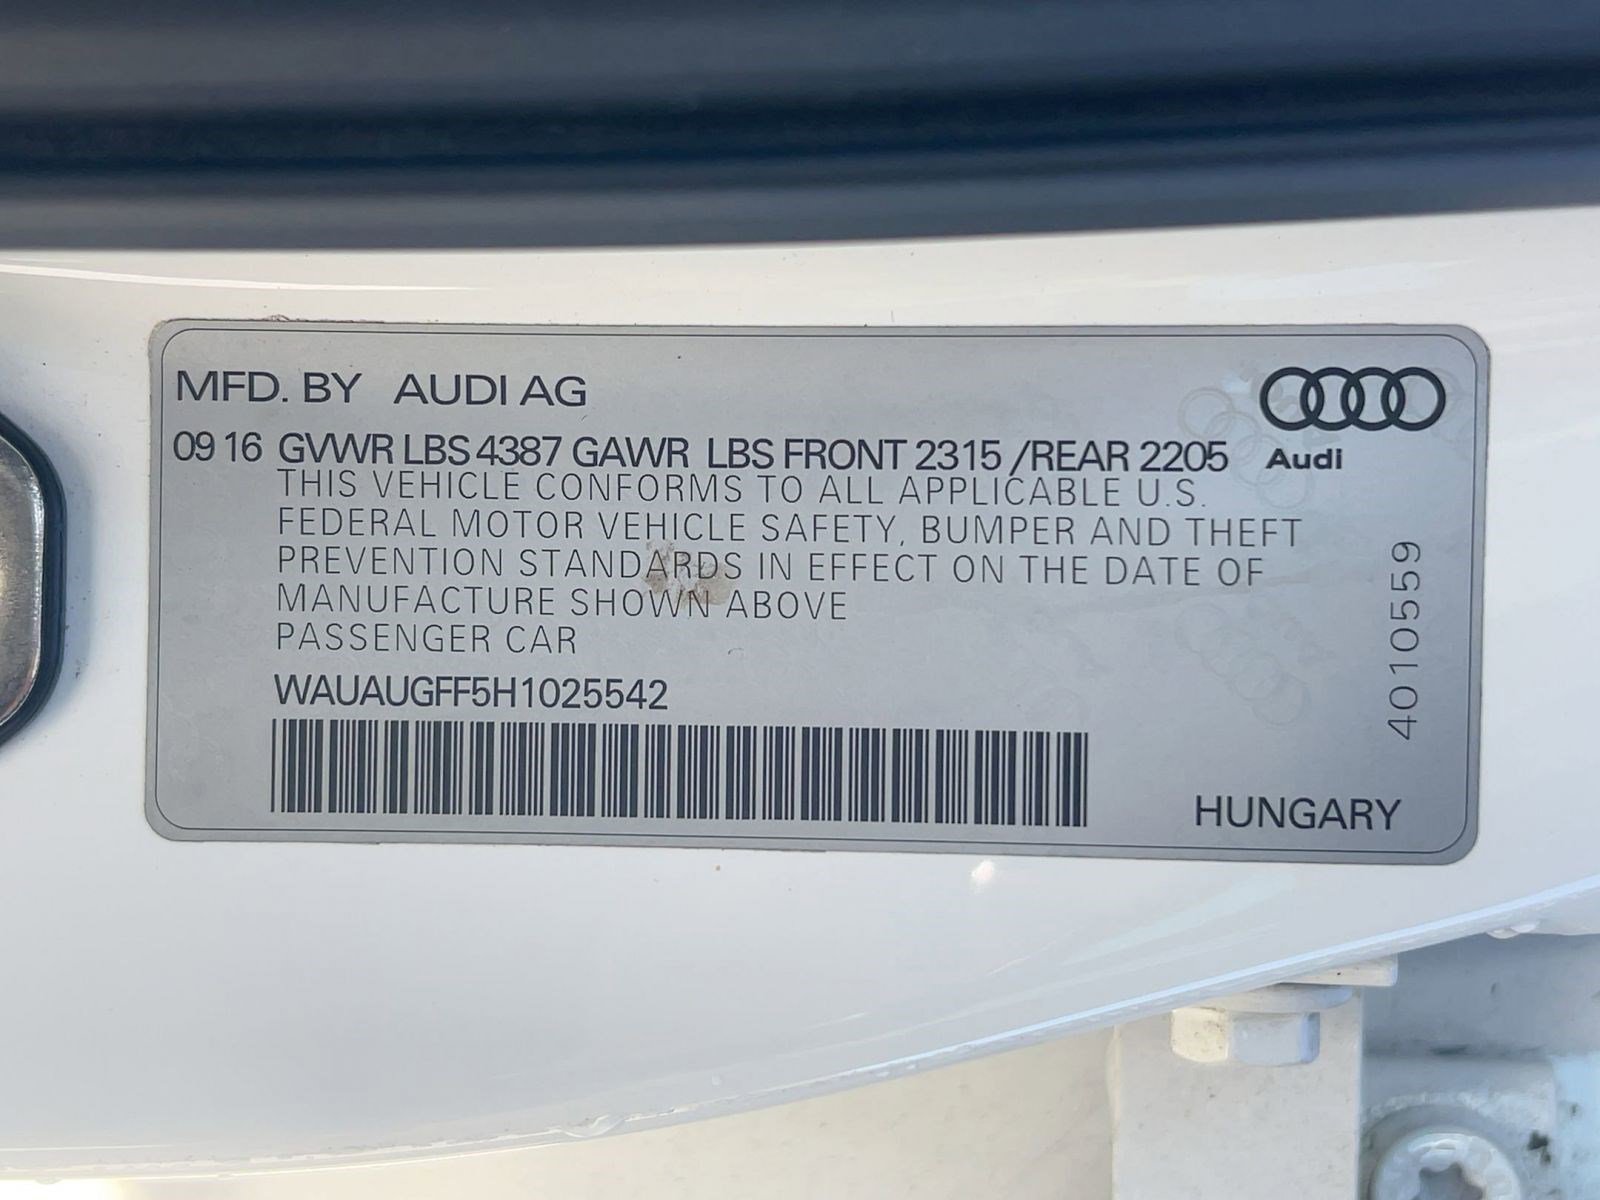 MFD. BY AUDI AG
09 16 GVWR LBS 4387 GAWR LBS FRONT 2315 /REAR 2205
Audi
THIS VEHICLE CONFORMS TO ALL APPLICABLE U.S.
FEDERAL MOTOR VEHICLE SAFETY, BUMPER AND THEFT
PREVENTION STANDARDS IN EFFECT ON THE DATE OF
MANUFACTURE SHOWN ABOVE
PASSENGER CAR
WAUAUGFF5H1025542
4010559
HUNGARY